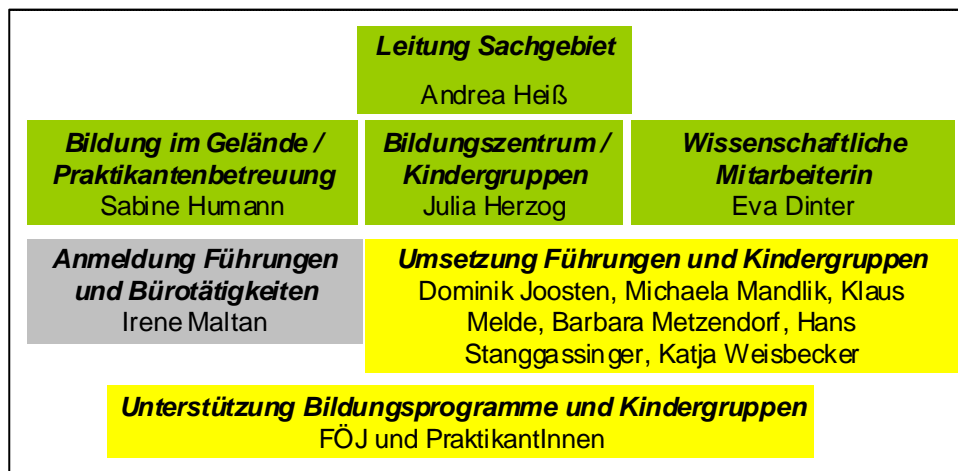 Leitung Sachgebiet
Andrea Heiß
Bildung im Gelände /
Praktikantenbetreuung
Sabine Humann
Bildungszentrum /
Kindergruppen
Julia Herzog
Wissenschaftliche
Mitarbeiterin
Eva Dinter
Anmeldung Führungen
und Bürotätigkeiten
Irene Maltan
Umsetzung Führungen und Kindergruppen
Dominik Joosten, Michaela Mandlik, Klaus
Melde, Barbara Metzendorf, Hans
Stanggassinger, Katja Weisbecker
Unterstützung Bildungsprogramme und Kindergruppen
FÖJ und PraktikantInnen